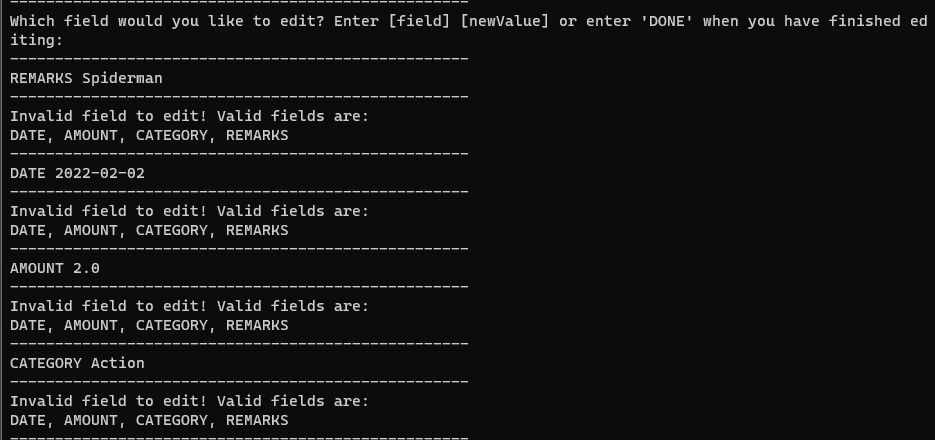 --------------------------------------------------
Which field would you like to edit? Enter [field] [newValue] or enter 'DONE' when you have finished ed
iting:
---------------------------------------------------
REMARKS Spiderman
---------------------------------------------------
Invalid field to edit! Valid fields are:
DATE, AMOUNT, CATEGORY, REMARKS
---------------------------------------------------
DATE 2022-02-02
---------------------------------------------------
Invalid field to edit! Valid fields are:
DATE, AMOUNT, CATEGORY, REMARKS
---------------------------------------------------
AMOUNT 2.0
---------------------------------------------------
Invalid field to edit! Valid fields are:
DATE, AMOUNT, CATEGORY, REMARKS
---------------------------------------------------
CATEGORY Action
---------------------------------------------------
Invalid field to edit! Valid fields are:
DATE, AMOUNT, CATEGORY, REMARKS
---------------------------------------------------